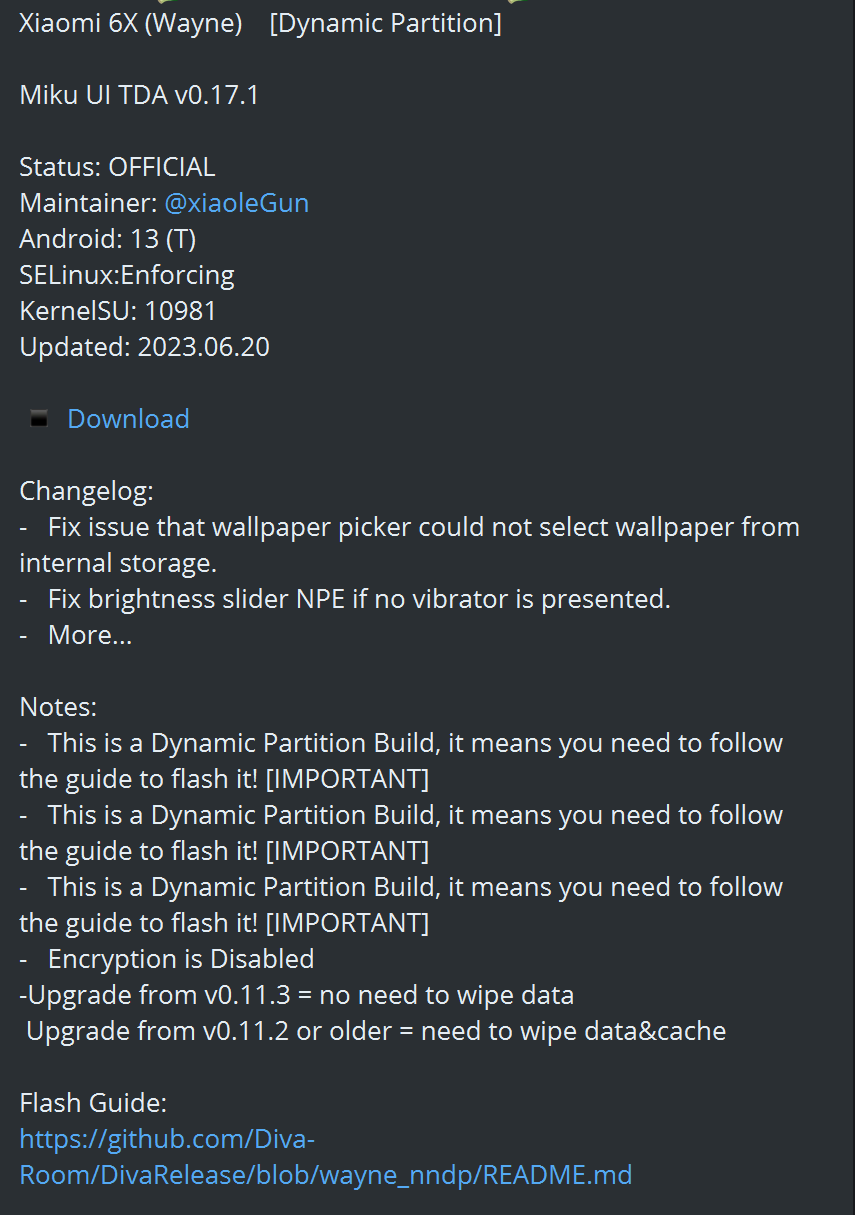 Xiaomi 6X (Wayne) [Dynamic Partition]
Miku UI TDA v0.17.1
Status: OFFICIAL
Maintainer: @xiaoleGun
Android: 13 (T)
SELinux:Enforcing
KernelSU: 10981
Updated: 2023.06.20
Download
Changelog:
- Fix issue that wallpaper picker could not select wallpaper from
internal storage.
- Fix brightness slider NPE if no vibrator is presented.
- More...
Notes:
- This is a Dynamic Partition Build, it means you need to follow
the guide to flash it! [IMPORTANT]
- This is a Dynamic Partition Build, it means you need to follow
the guide to flash it! [IMPORTANT]
- This is a Dynamic Partition Build, it means you need to follow
the guide to flash it! [IMPORTANT]
- Encryption is Disabled
-Upgrade from v0.11.3 = no need to wipe data
Upgrade from v0.11.2 or older = need to wipe data&cache
Flash Guide:
https://github.com/Diva-
Room/DivaRelease/blob/wayne_nndp/README.md